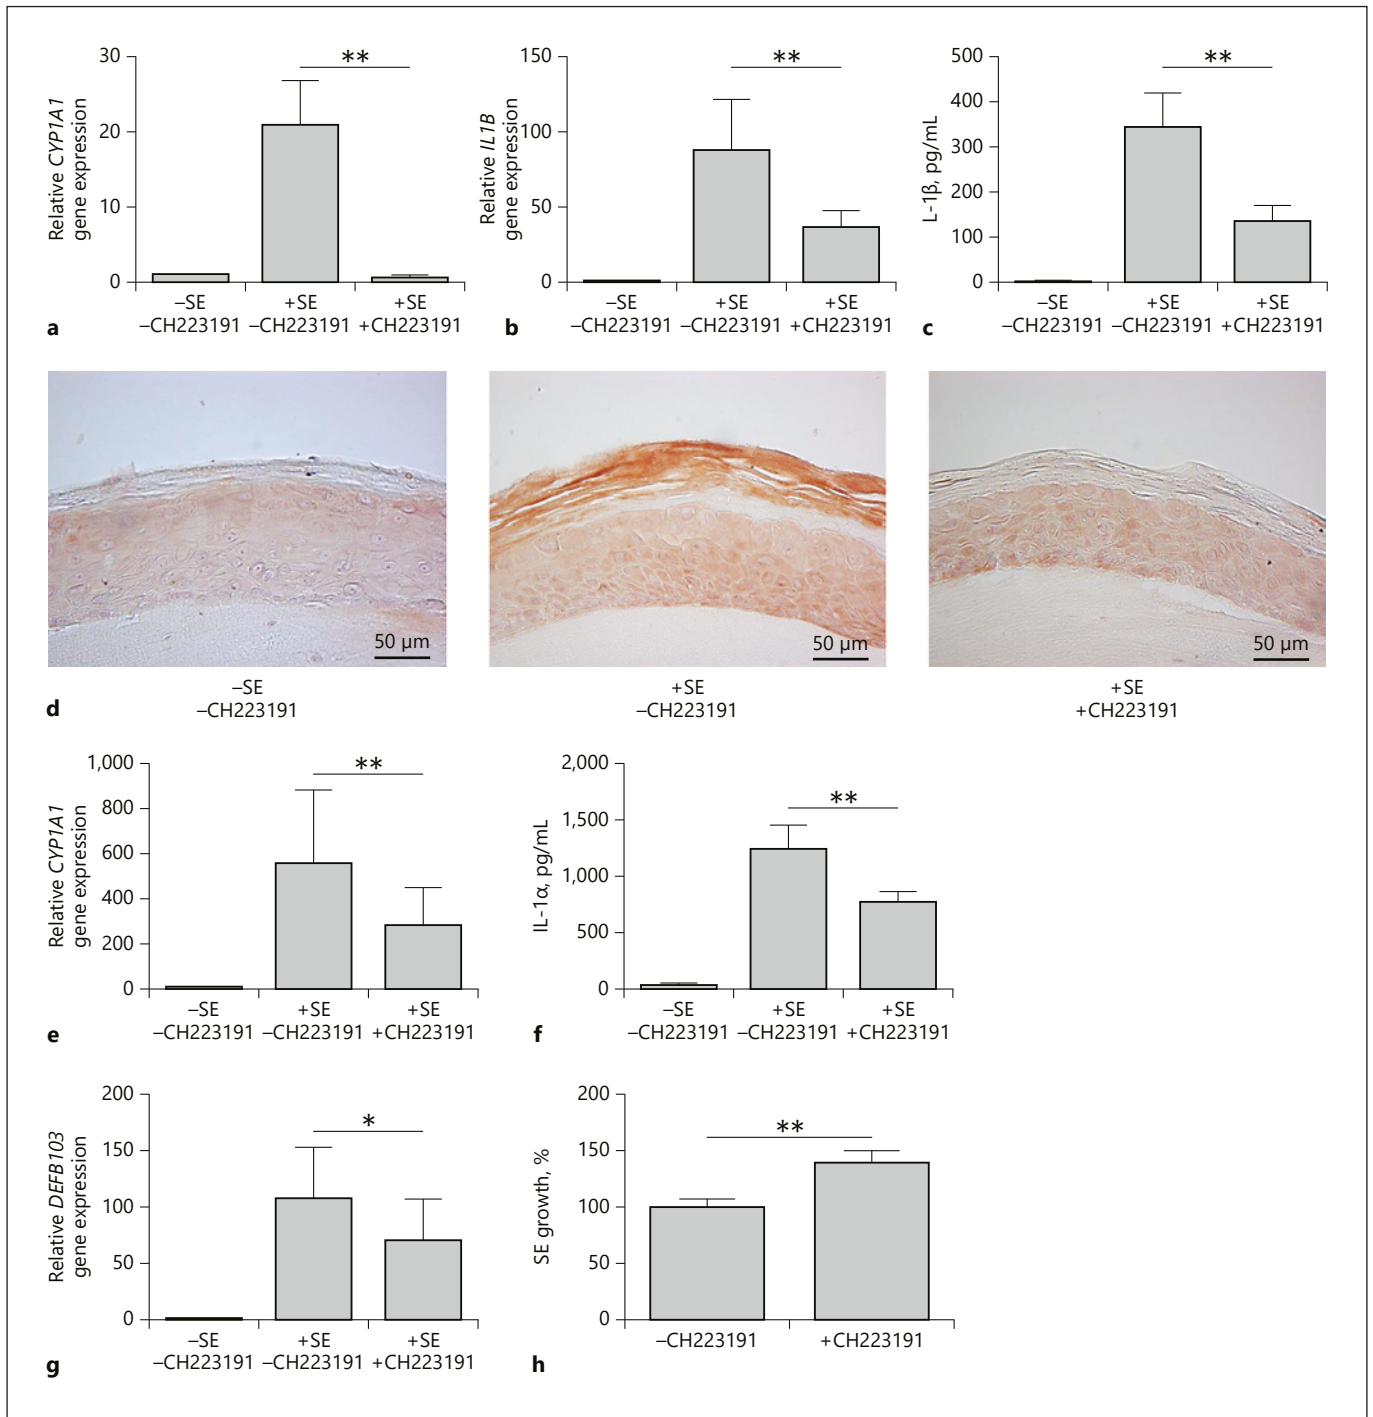 30
20
10
0
Relative CYP1A1
gene expression
**
–SE
–CH223191
+SE
–CH223191
+SE
+CH223191
a
150
100
50
0
Relative IL1B
gene expression
**
–SE
–CH223191
+SE
–CH223191
+SE
+CH223191
b
500
400
300
200
100
0
L-1β, pg/mL
**
–SE
–CH223191
+SE
–CH223191
+SE
+CH223191
c
50 µm
50 µm
50 µm
–SE
–CH223191
+SE
–CH223191
+SE
+CH223191
d
1,000
800
600
400
200
0
Relative CYP1A1
gene expression
**
–SE
–CH223191
+SE
–CH223191
+SE
+CH223191
e
2,000
1,500
1,000
500
0
IL-1α, pg/mL
**
–SE
–CH223191
+SE
–CH223191
+SE
+CH223191
f
200
150
100
50
0
Relative DEFB103
gene expression
*
–SE
–CH223191
+SE
–CH223191
+SE
+CH223191
g
200
150
100
50
0
SE growth, %
**
–CH223191
+CH223191
h